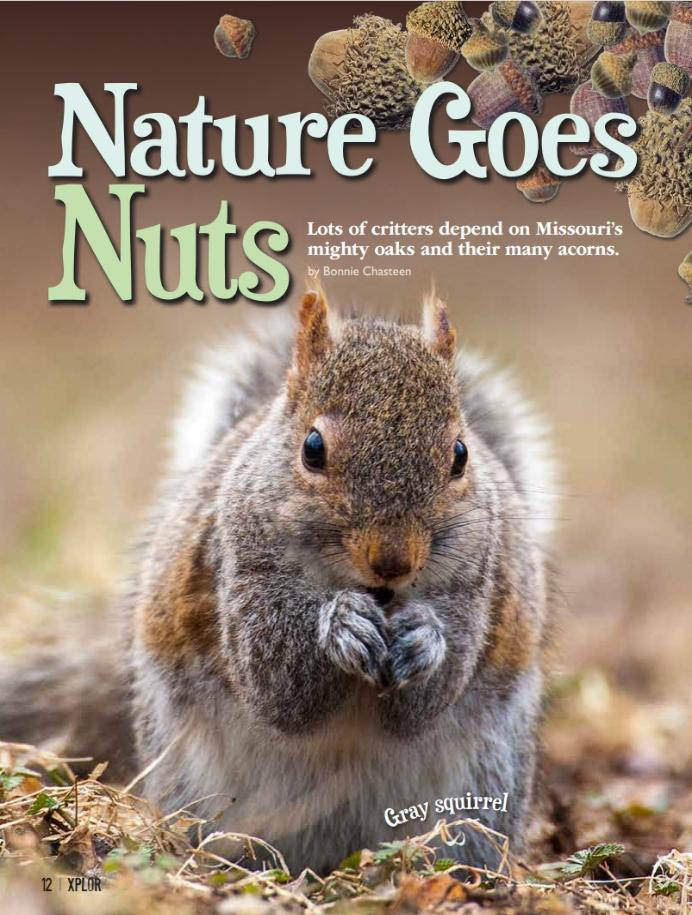 Nature Goes
Nuts
Lots of critters depend on Missouri's
mighty oaks and their many acorns.
by Bonnie Chasteen
Gray squirrel
12 | XPLOR